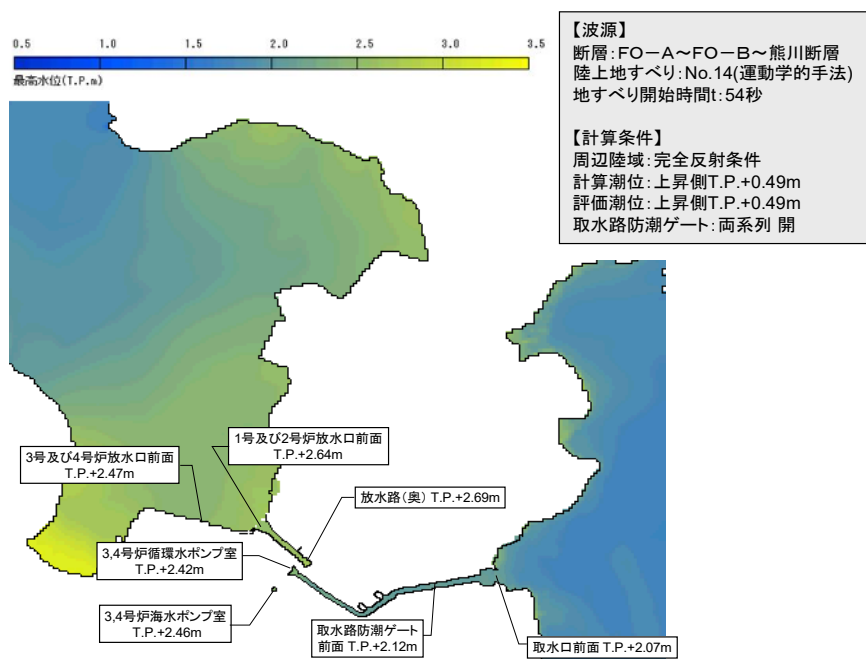 0.5 1.0 1.5 2.0 2.5 3.0 3.5
最高水位(T.P.m)
【波源】
断層:FO-A~FO-B~熊川断層
陸上地すべり:No.14(運動学的手法)
地すべり開始時間t:54秒
【計算条件】
周辺陸域:完全反射条件
計算潮位:上昇側T.P.+0.49m
評価潮位:上昇側T.P.+0.49m
取水路防潮ゲート:両系列 開
1号及び2号炉放水口前面
T.P.+2.64m
3号及び4号炉放水口前面
T.P.+2.47m
放水路(奥) T.P.+2.69m
3,4号炉循環水ポンプ室
T.P.+2.42m
3,4号炉海水ポンプ室
T.P.+2.46m
取水路防潮ゲート
前面 T.P.+2.12m
取水口前面 T.P.+2.07m